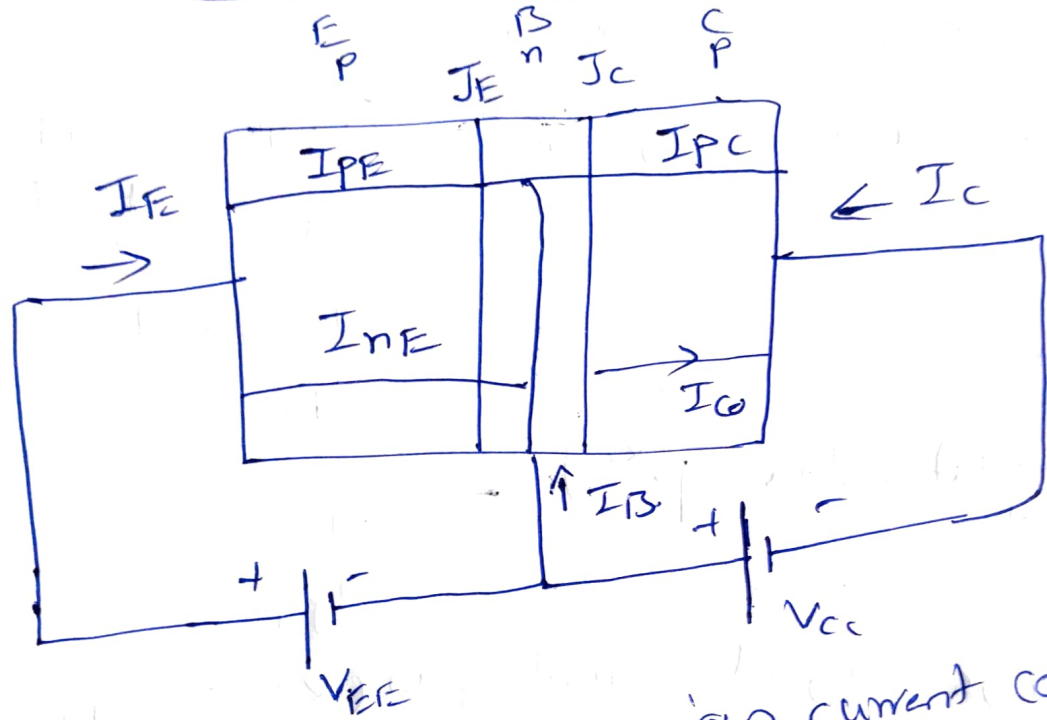 E B C
p n p
JE JC
IPE IPC
IE
IC
InE
ICO
IB
+ -
+ -
VCC
VEE
current